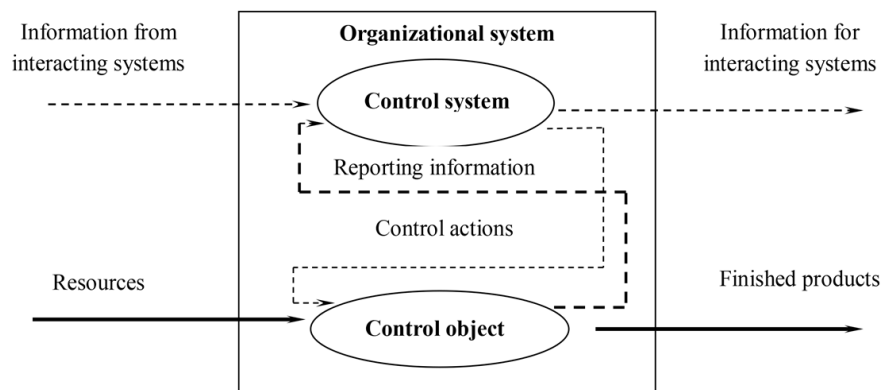 Information from
interacting systems
Organizational system
Information for
interacting systems
Control system
Reporting information
Control actions
Resources
Finished products
Control object